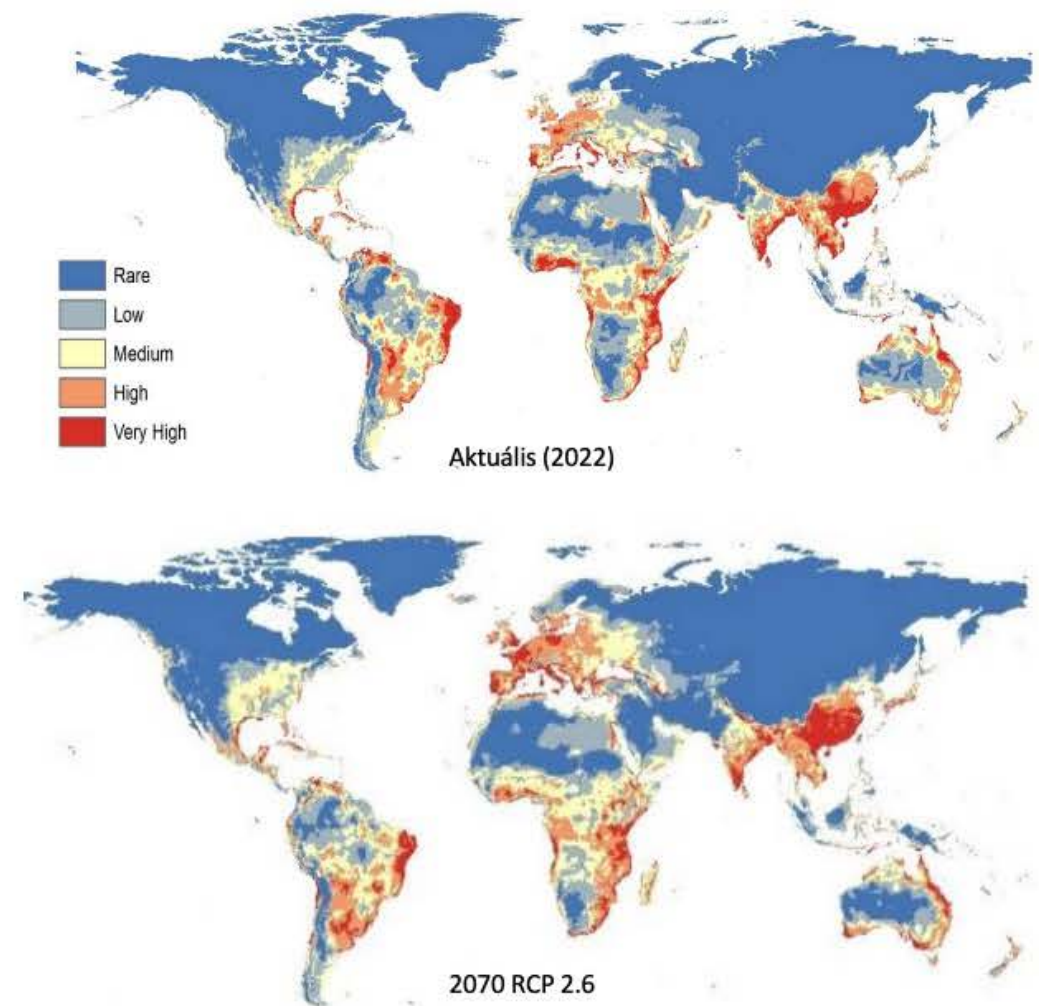 Rare
Low
Medium
High
Very High
Aktuális (2022)
2070 RCP 2.6